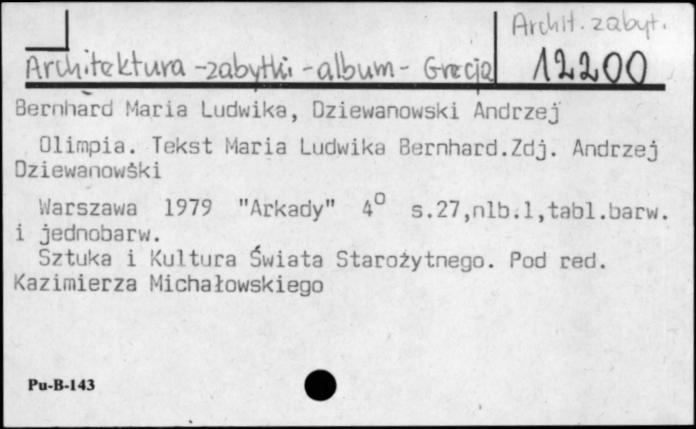 Archit. zabyt.
Architektura - zabytki - album - Grecja
12200
Bernhard Maria Ludwika, Dziewanowski Andrzej
Olimpia. Tekst Maria Ludwika Bernhard.Zdj. Andrzej
Dziewanowski
Warszawa 1979 "Arkady" 4° s.27,nlb.1,tabl.barw.
i jednobarw.
Sztuka i Kultura Świata Starożytnego. Pod red.
Kazimierza Michałowskiego
Pu-B-143